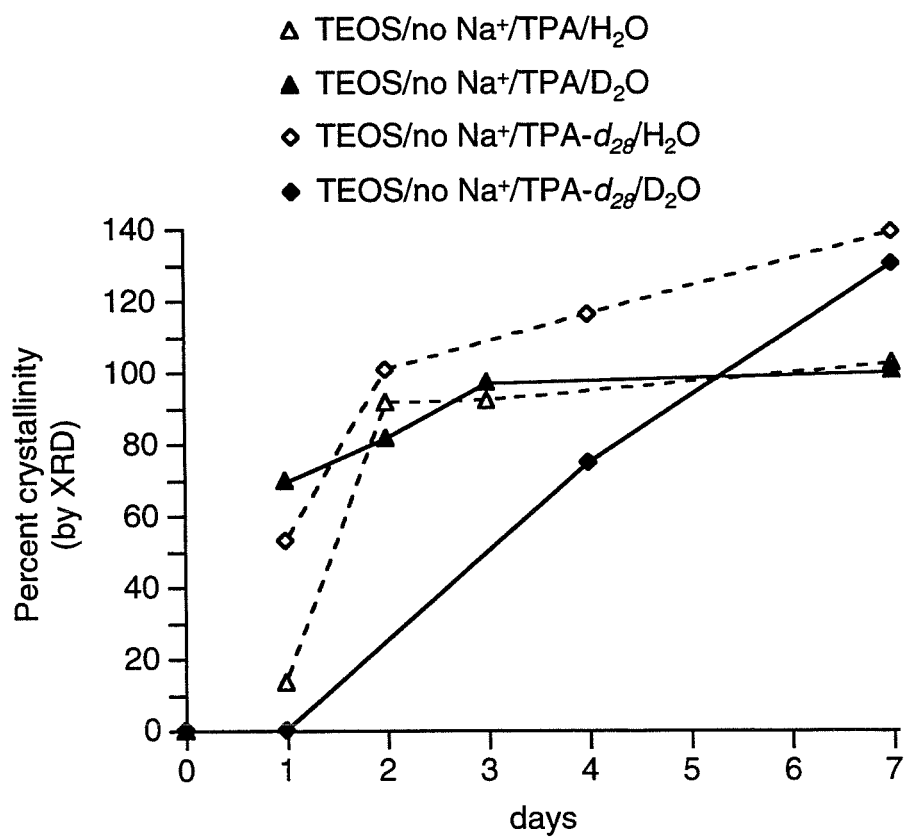 TEOS/no Na⁺/TPA/H₂O
TEOS/no Na⁺/TPA/D₂O
TEOS/no Na⁺/TPA-d₂₈/H₂O
TEOS/no Na⁺/TPA-d₂₈/D₂O
140
120
100
80
60
40
20
0
Percent crystallinity
(by XRD)
0 1 2 3 4 5 6 7
days